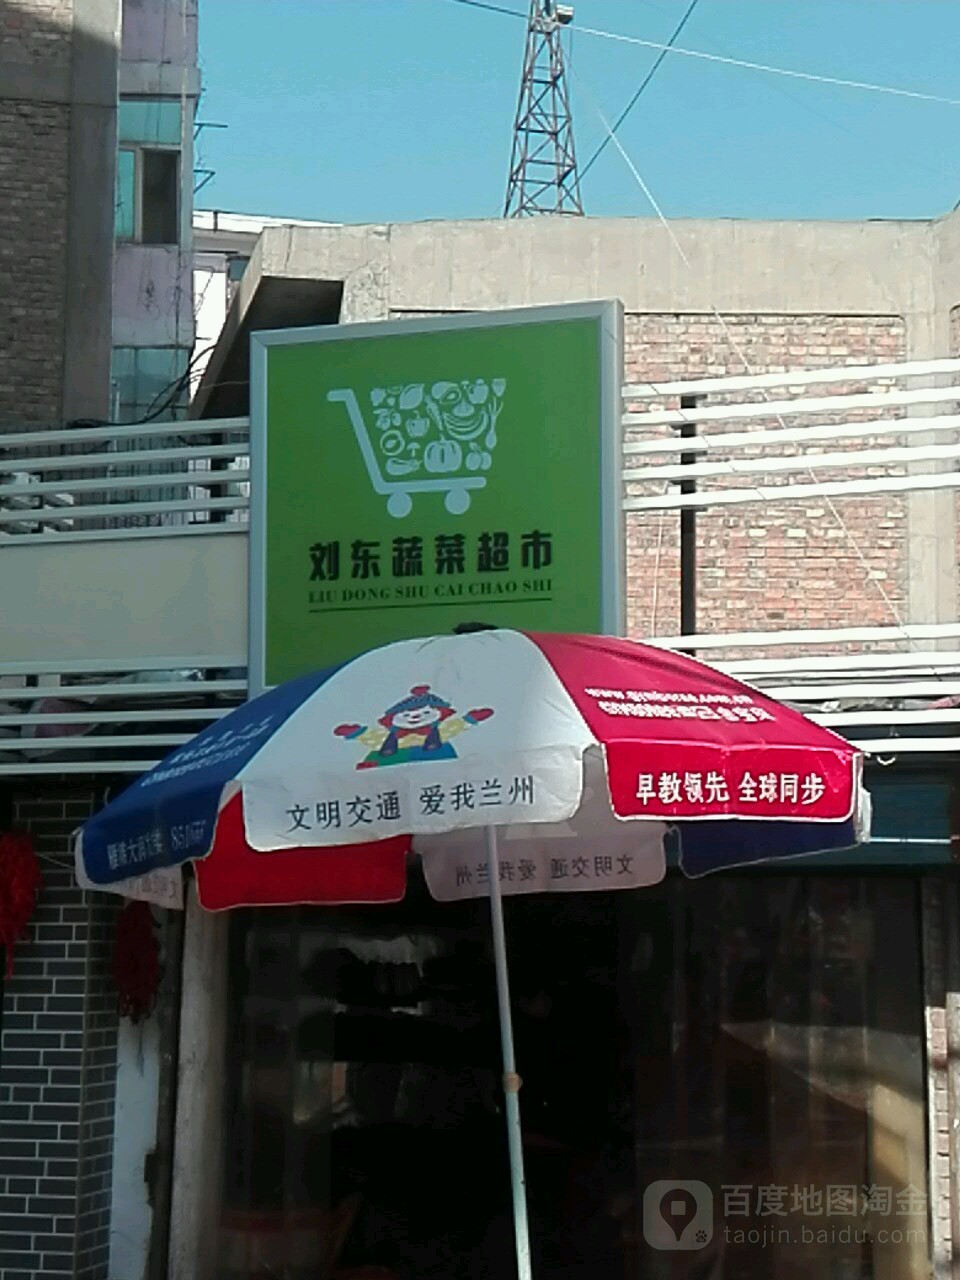 刘东蔬菜超市
LIU DONG SHU CAI CHAO SHI
文明交通 爱我兰州
早教领先 全球同步
文明交通 爱我兰州
百度地图淘金
taojin.baidu.com